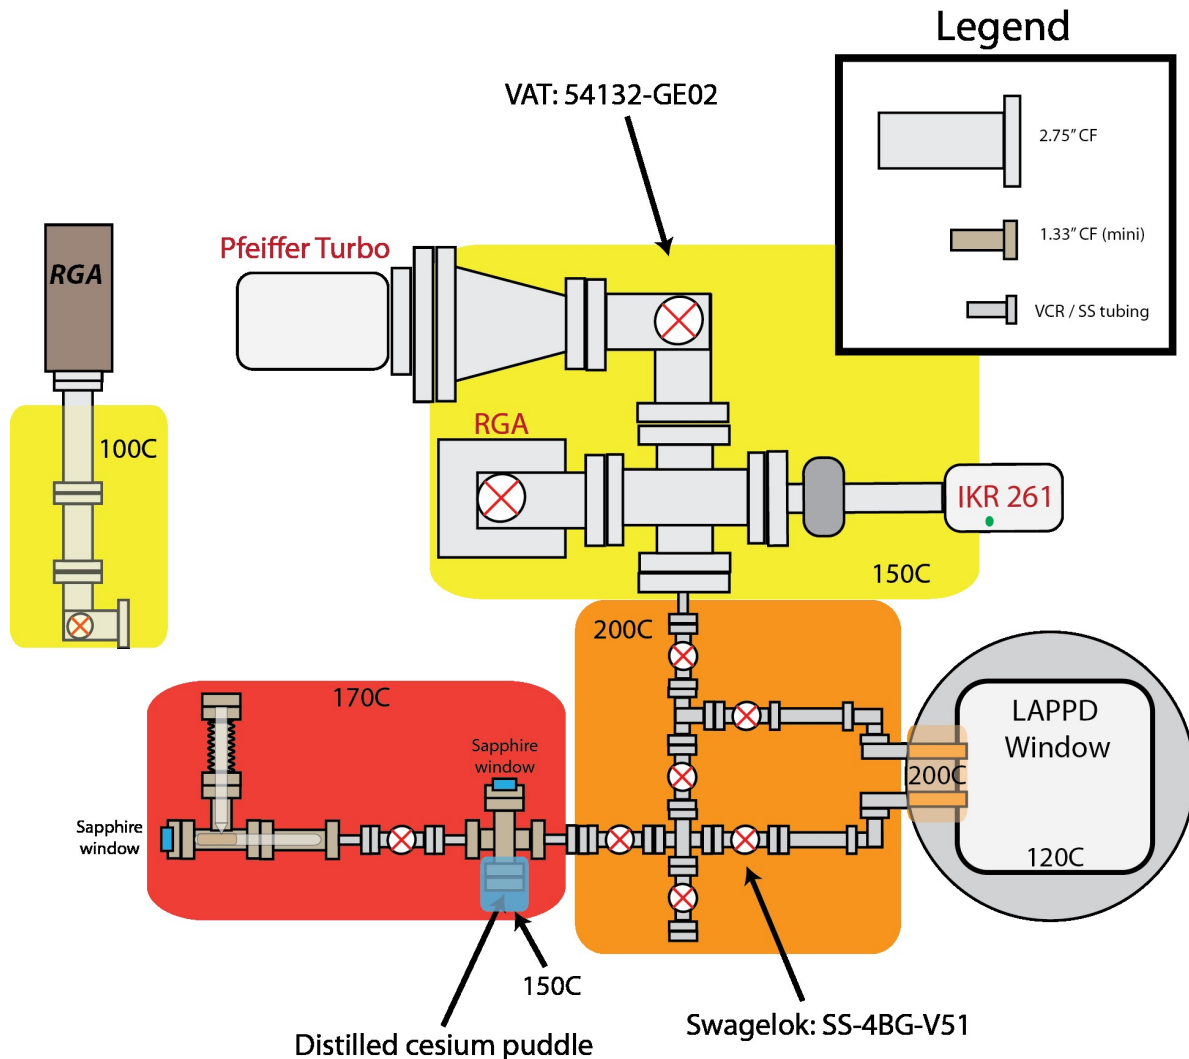 Legend
2.75” CF
1.33” CF (mini)
VCR / SS tubing
VAT: 54132-GE02
Pfeiffer Turbo
RGA
100C
RGA
IKR 261
150C
200C
170C
Sapphire
window
Sapphire
window
LAPPD
Window
200C
120C
150C
Distilled cesium puddle
Swagelok: SS-4BG-V51